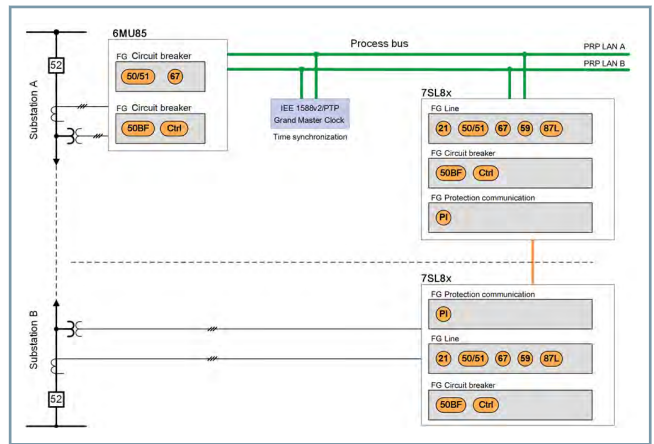 6MU85
FG Circuit breaker
50/51 67
FG Circuit breaker
50BF Ctrl
52
Substation A
Process bus
PRP LAN A
PRP LAN B
IEE 1588v2/PTP
Grand Master Clock
Time synchronization
7SL8x
FG Line
21 50/51 67 59 87L
FG Circuit breaker
50BF Ctrl
FG Protection communication
PI
7SL8x
FG Protection communication
PI
FG Line
21 50/51 67 59 87L
FG Circuit breaker
50BF Ctrl
Substation B
52